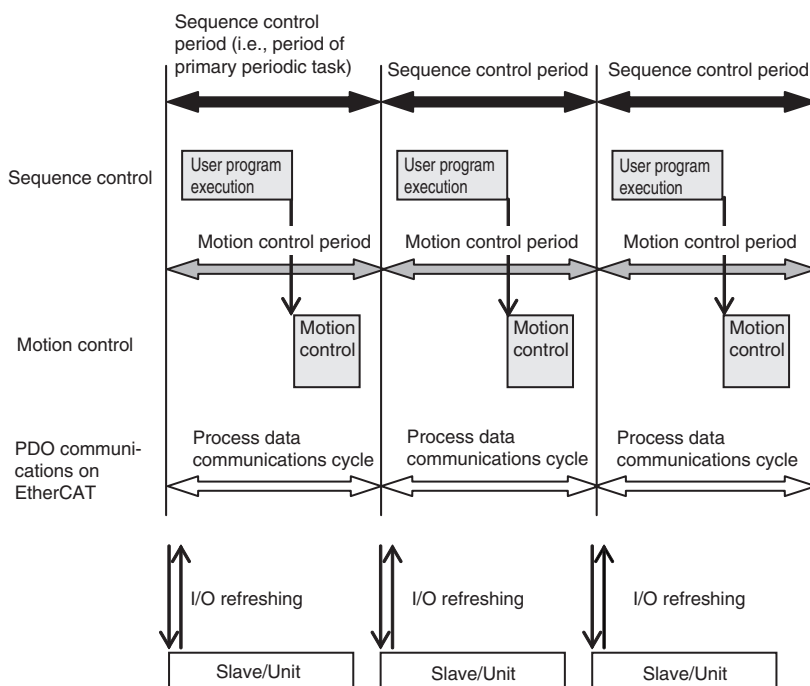 Sequence control
period (i.e., period of
primary periodic task)
Sequence control period
Sequence control period
Sequence control
User program
execution
User program
execution
User program
execution
Motion control period
Motion control period
Motion control period
Motion control
Motion
control
Motion
control
Motion
control
PDO communi-
cations on
EtherCAT
Process data
communications cycle
Process data
communications cycle
Process data
communications cycle
I/O refreshing
I/O refreshing
I/O refreshing
Slave/Unit
Slave/Unit
Slave/Unit